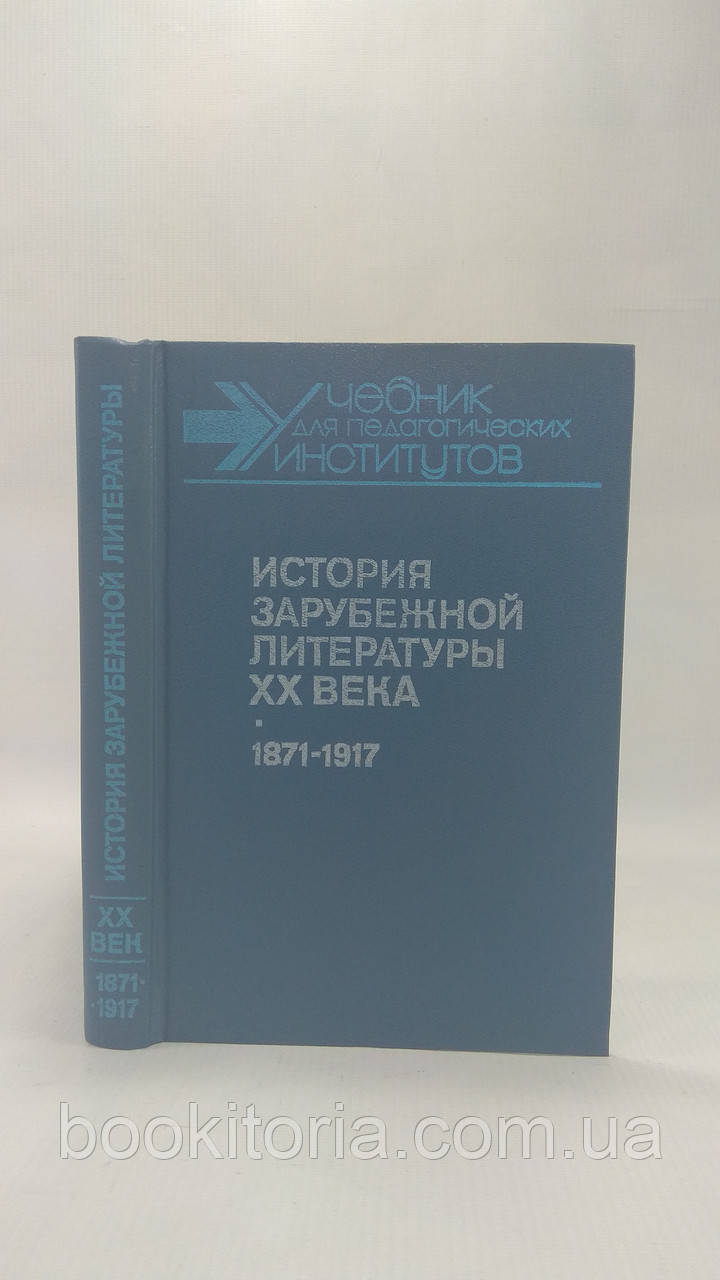 Учебник
для педагогических
институтов
ИСТОРИЯ
ЗАРУБЕЖНОЙ
ЛИТЕРАТУРЫ
XX ВЕКА
1871-1917
ИСТОРИЯ ЗАРУБЕЖНОЙ ЛИТЕРАТУРЫ
XX
ВЕК
1871-
-1917
bookitoria.com.ua